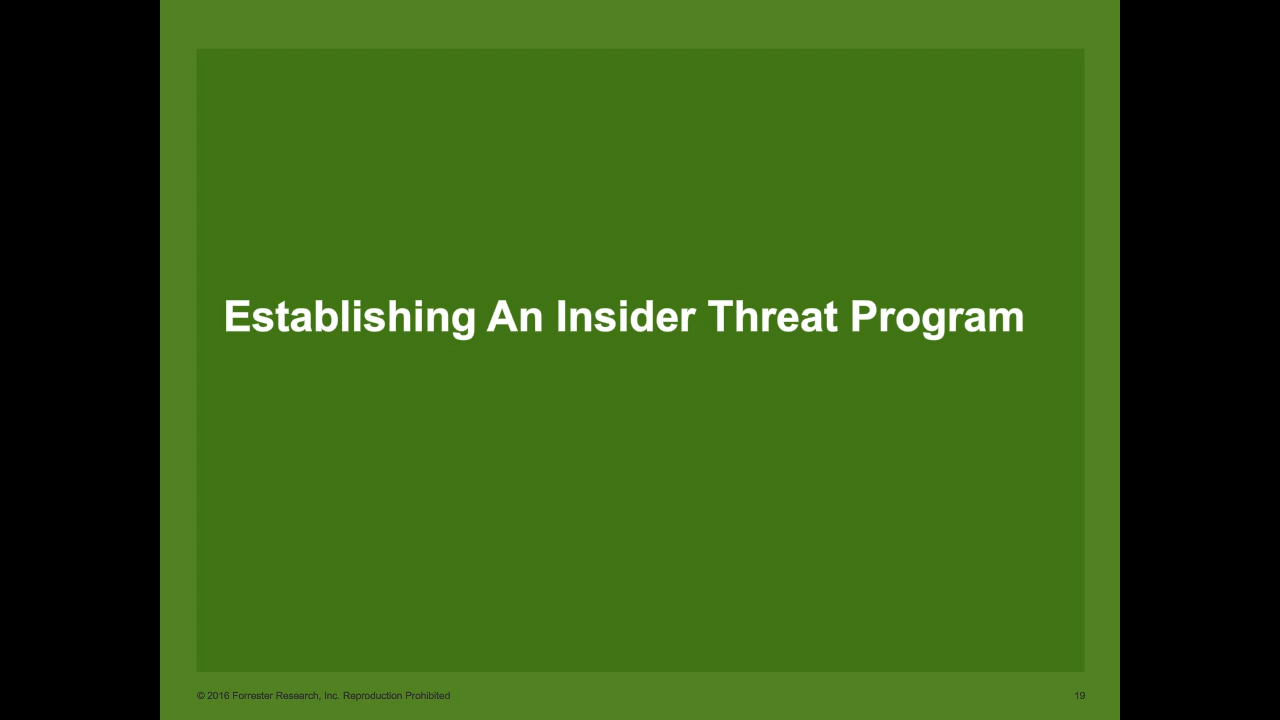 Establishing An Insider Threat Program
© 2016 Forrester Research, Inc. Reproduction Prohibited
19